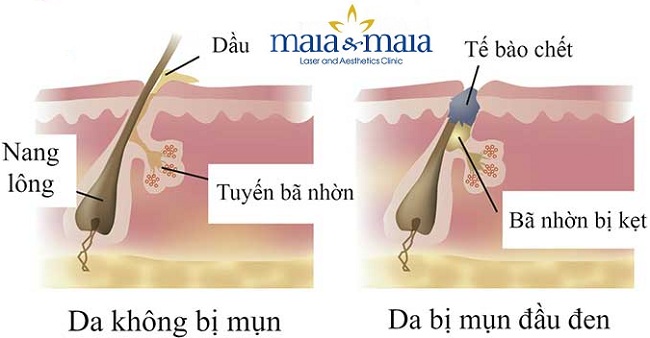 Dầu
maia&maia
Laser and Aesthetics Clinic
Tế bào chết
Nang
lông
Tuyến bã nhờn
Bã nhờn bị kẹt
Da không bị mụn
Da bị mụn đầu đen